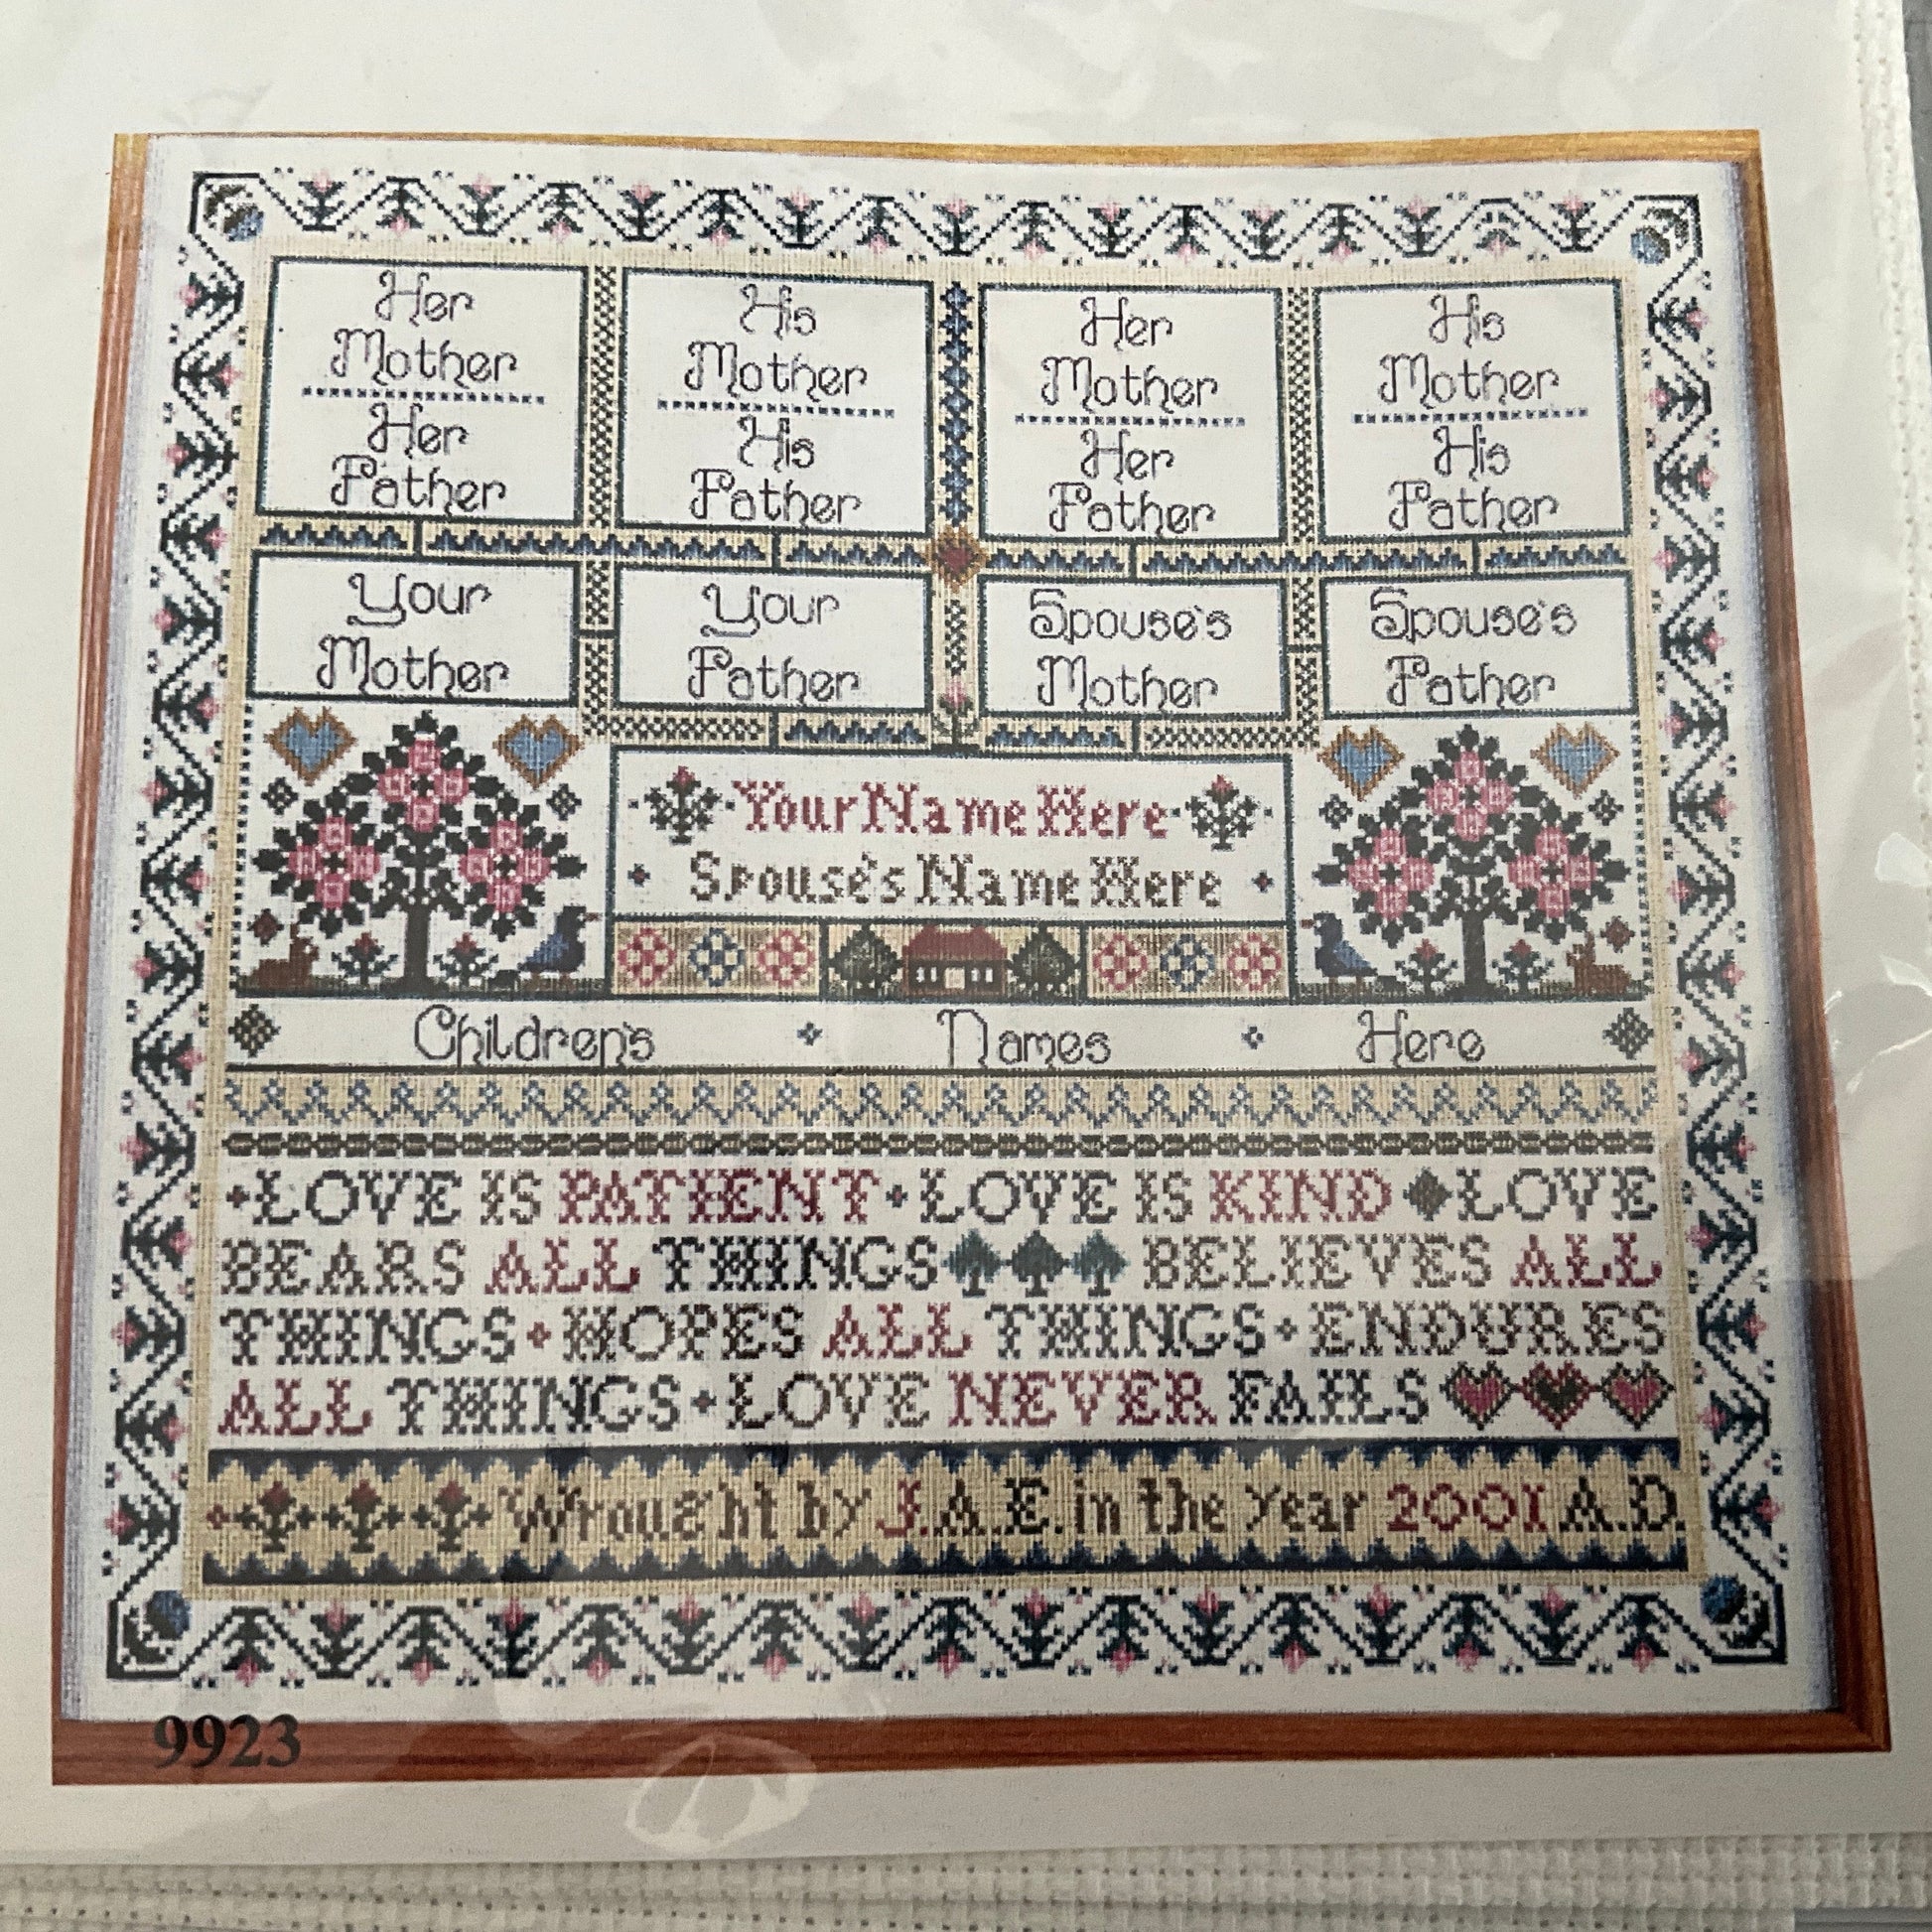 Her
Mother
Her
Father
His
Mother
His
Father
Her
Mother
Her
Father
His
Mother
His
Father
Your
Mother
Your
Father
Spouse's
Mother
Spouse's
Father
Your Name Here
Spouse's Name Here
Children's Names Here
LOVE IS PATIENT LOVE IS KIND LOVE
BEARS ALL THINGS BELIEVES ALL
THINGS HOPES ALL THINGS ENDURES
ALL THINGS LOVE NEVER FAILS
Wrought by J.A.E. in the year 2001 A.D.
9923